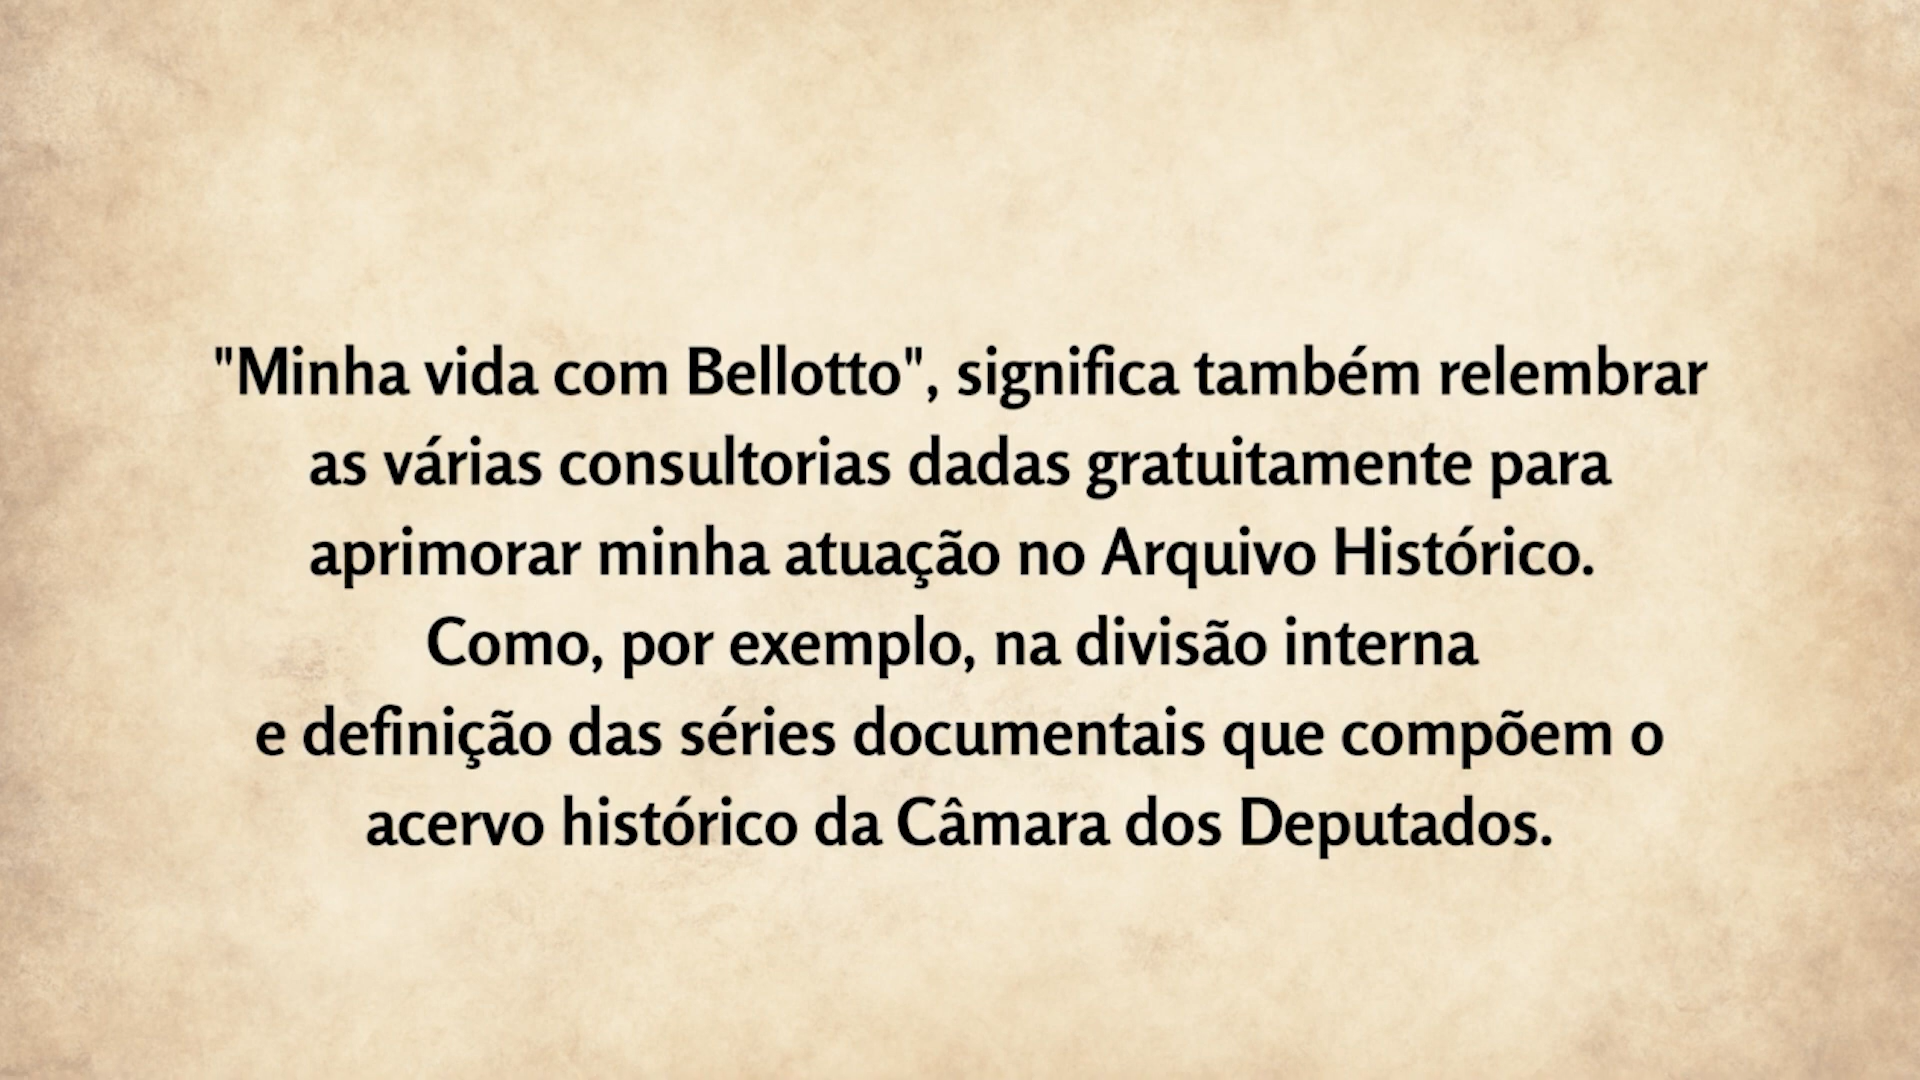 "Minha vida com Bellotto", significa também relembrar
as várias consultorias dadas gratuitamente para
aprimorar minha atuação no Arquivo Histórico.
Como, por exemplo, na divisão interna
e definição das séries documentais que compõem o
acervo histórico da Câmara dos Deputados.